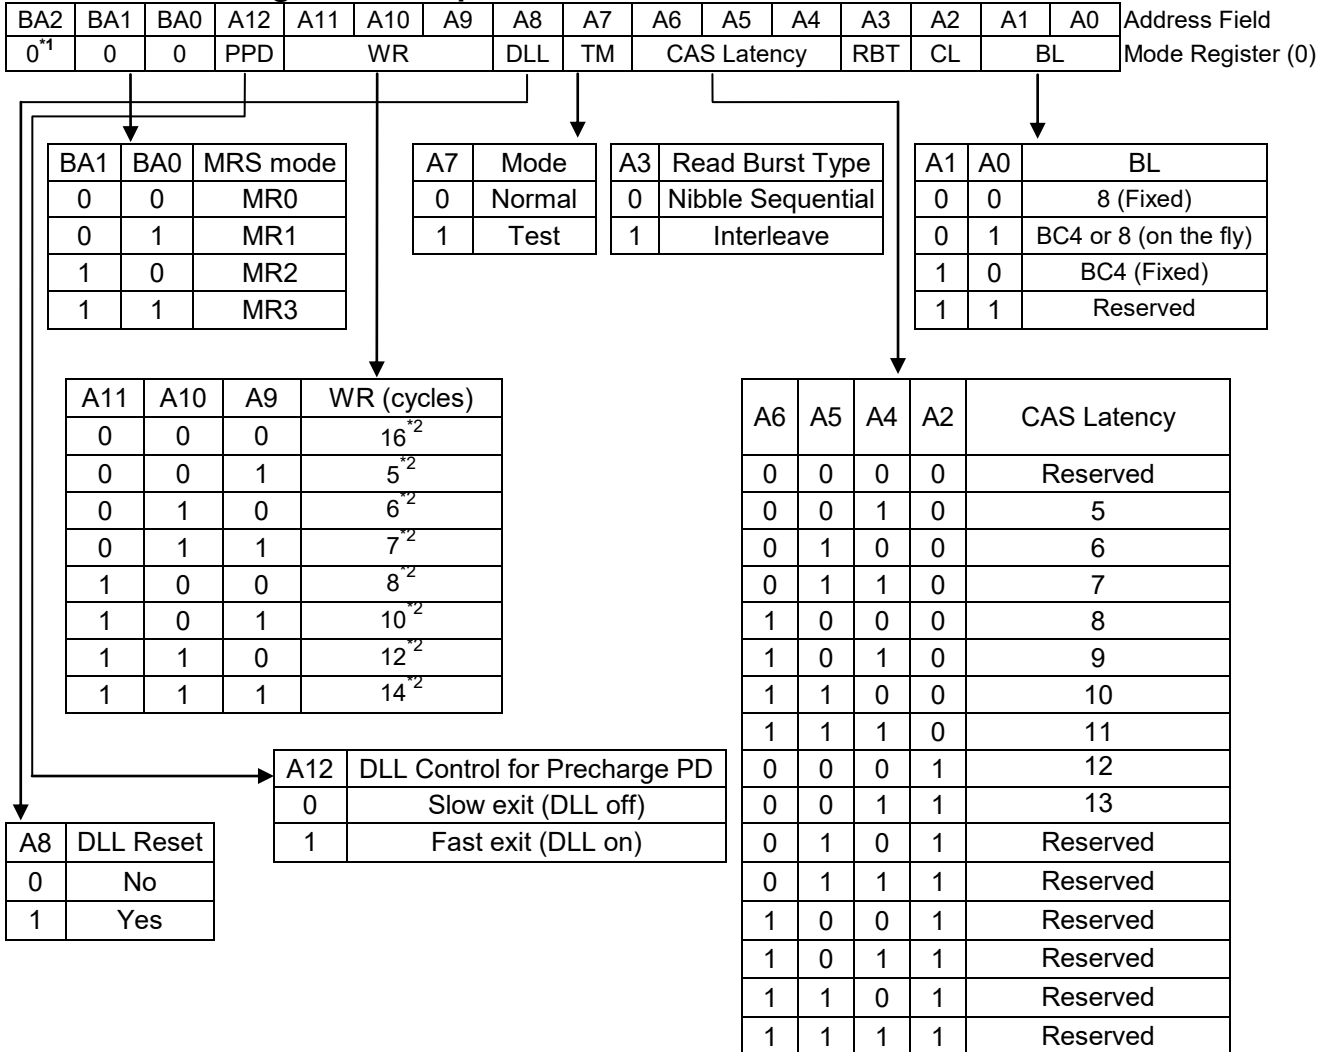 BA2 BA1 BA0 A12 A11 A10 A9 A8 A7 A6 A5 A4 A3 A2 A1 A0 Address Field
0*1 0 0 PPD WR DLL TM CAS Latency RBT CL BL Mode Register (0)
BA1 BA0 MRS mode
0 0 MR0
0 1 MR1
1 0 MR2
1 1 MR3
A7 Mode
0 Normal
1 Test
A3 Read Burst Type
0 Nibble Sequential
1 Interleave
A1 A0 BL
0 0 8 (Fixed)
0 1 BC4 or 8 (on the fly)
1 0 BC4 (Fixed)
1 1 Reserved
A11 A10 A9 WR (cycles)
0 0 0 16*2
0 0 1 5*2
0 1 0 6*2
0 1 1 7*2
1 0 0 8*2
1 0 1 10*2
1 1 0 12*2
1 1 1 14*2
A6 A5 A4 A2 CAS Latency
0 0 0 0 Reserved
0 0 1 0 5
0 1 0 0 6
0 1 1 0 7
1 0 0 0 8
1 0 1 0 9
1 1 0 0 10
1 1 1 0 11
0 0 0 1 12
0 0 1 1 13
0 1 0 1 Reserved
0 1 1 1 Reserved
1 0 0 1 Reserved
1 0 1 1 Reserved
1 1 0 1 Reserved
1 1 1 1 Reserved
A12 DLL Control for Precharge PD
0 Slow exit (DLL off)
1 Fast exit (DLL on)
A8 DLL Reset
0 No
1 Yes